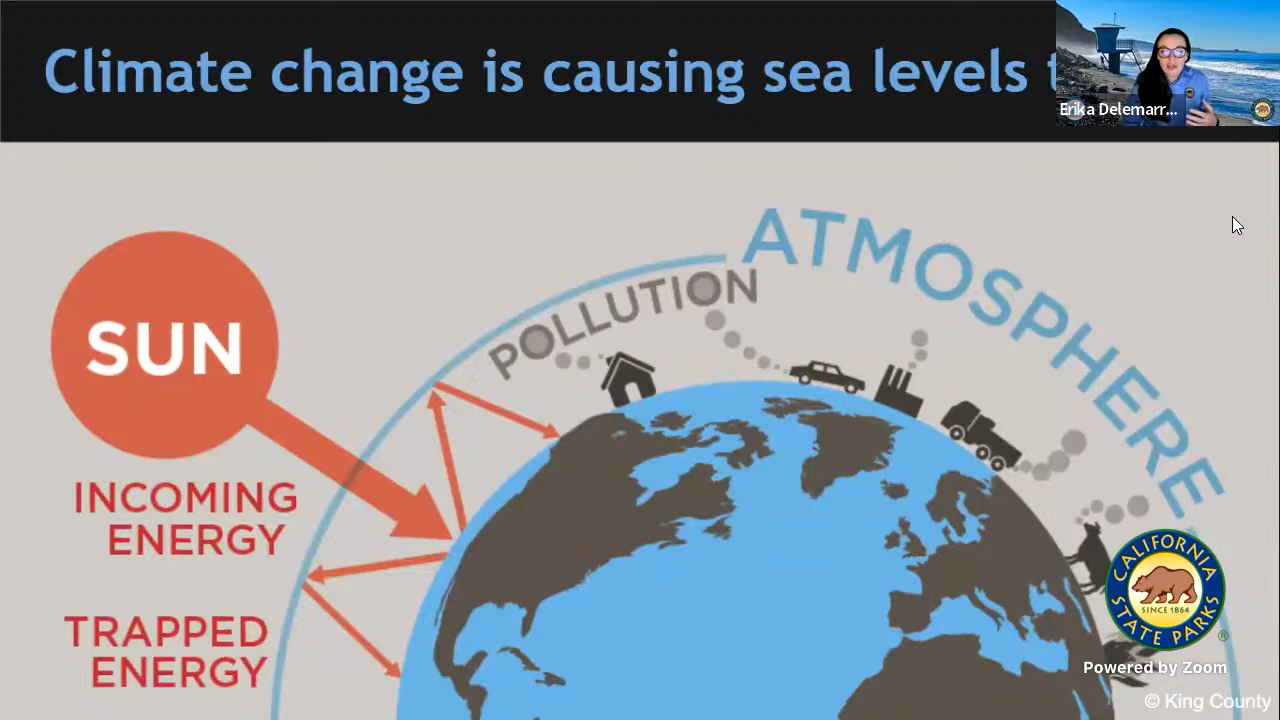 Climate change is causing sea levels
Erika Delemarr...
ATMOSPHERE
POLLUTION
SUN
INCOMING
ENERGY
TRAPPED
ENERGY
CALIFORNIA
STATE PARKS
SINCE 1864
®
Powered by Zoom
© King County